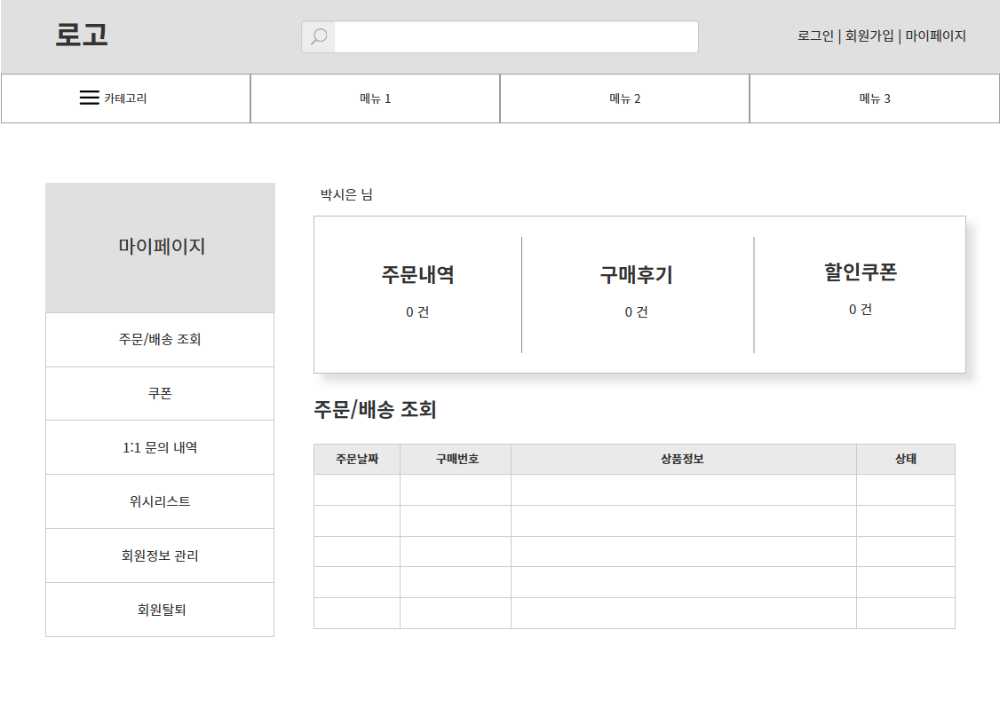 로고
로그인 | 회원가입 | 마이페이지
카테고리
메뉴 1
메뉴 2
메뉴 3
마이페이지
주문/배송 조회
쿠폰
1:1 문의 내역
위시리스트
회원정보 관리
회원탈퇴
박시은 님
주문내역
0 건
구매후기
0 건
할인쿠폰
0 건
주문/배송 조회
주문날짜 구매번호 상품정보 상태